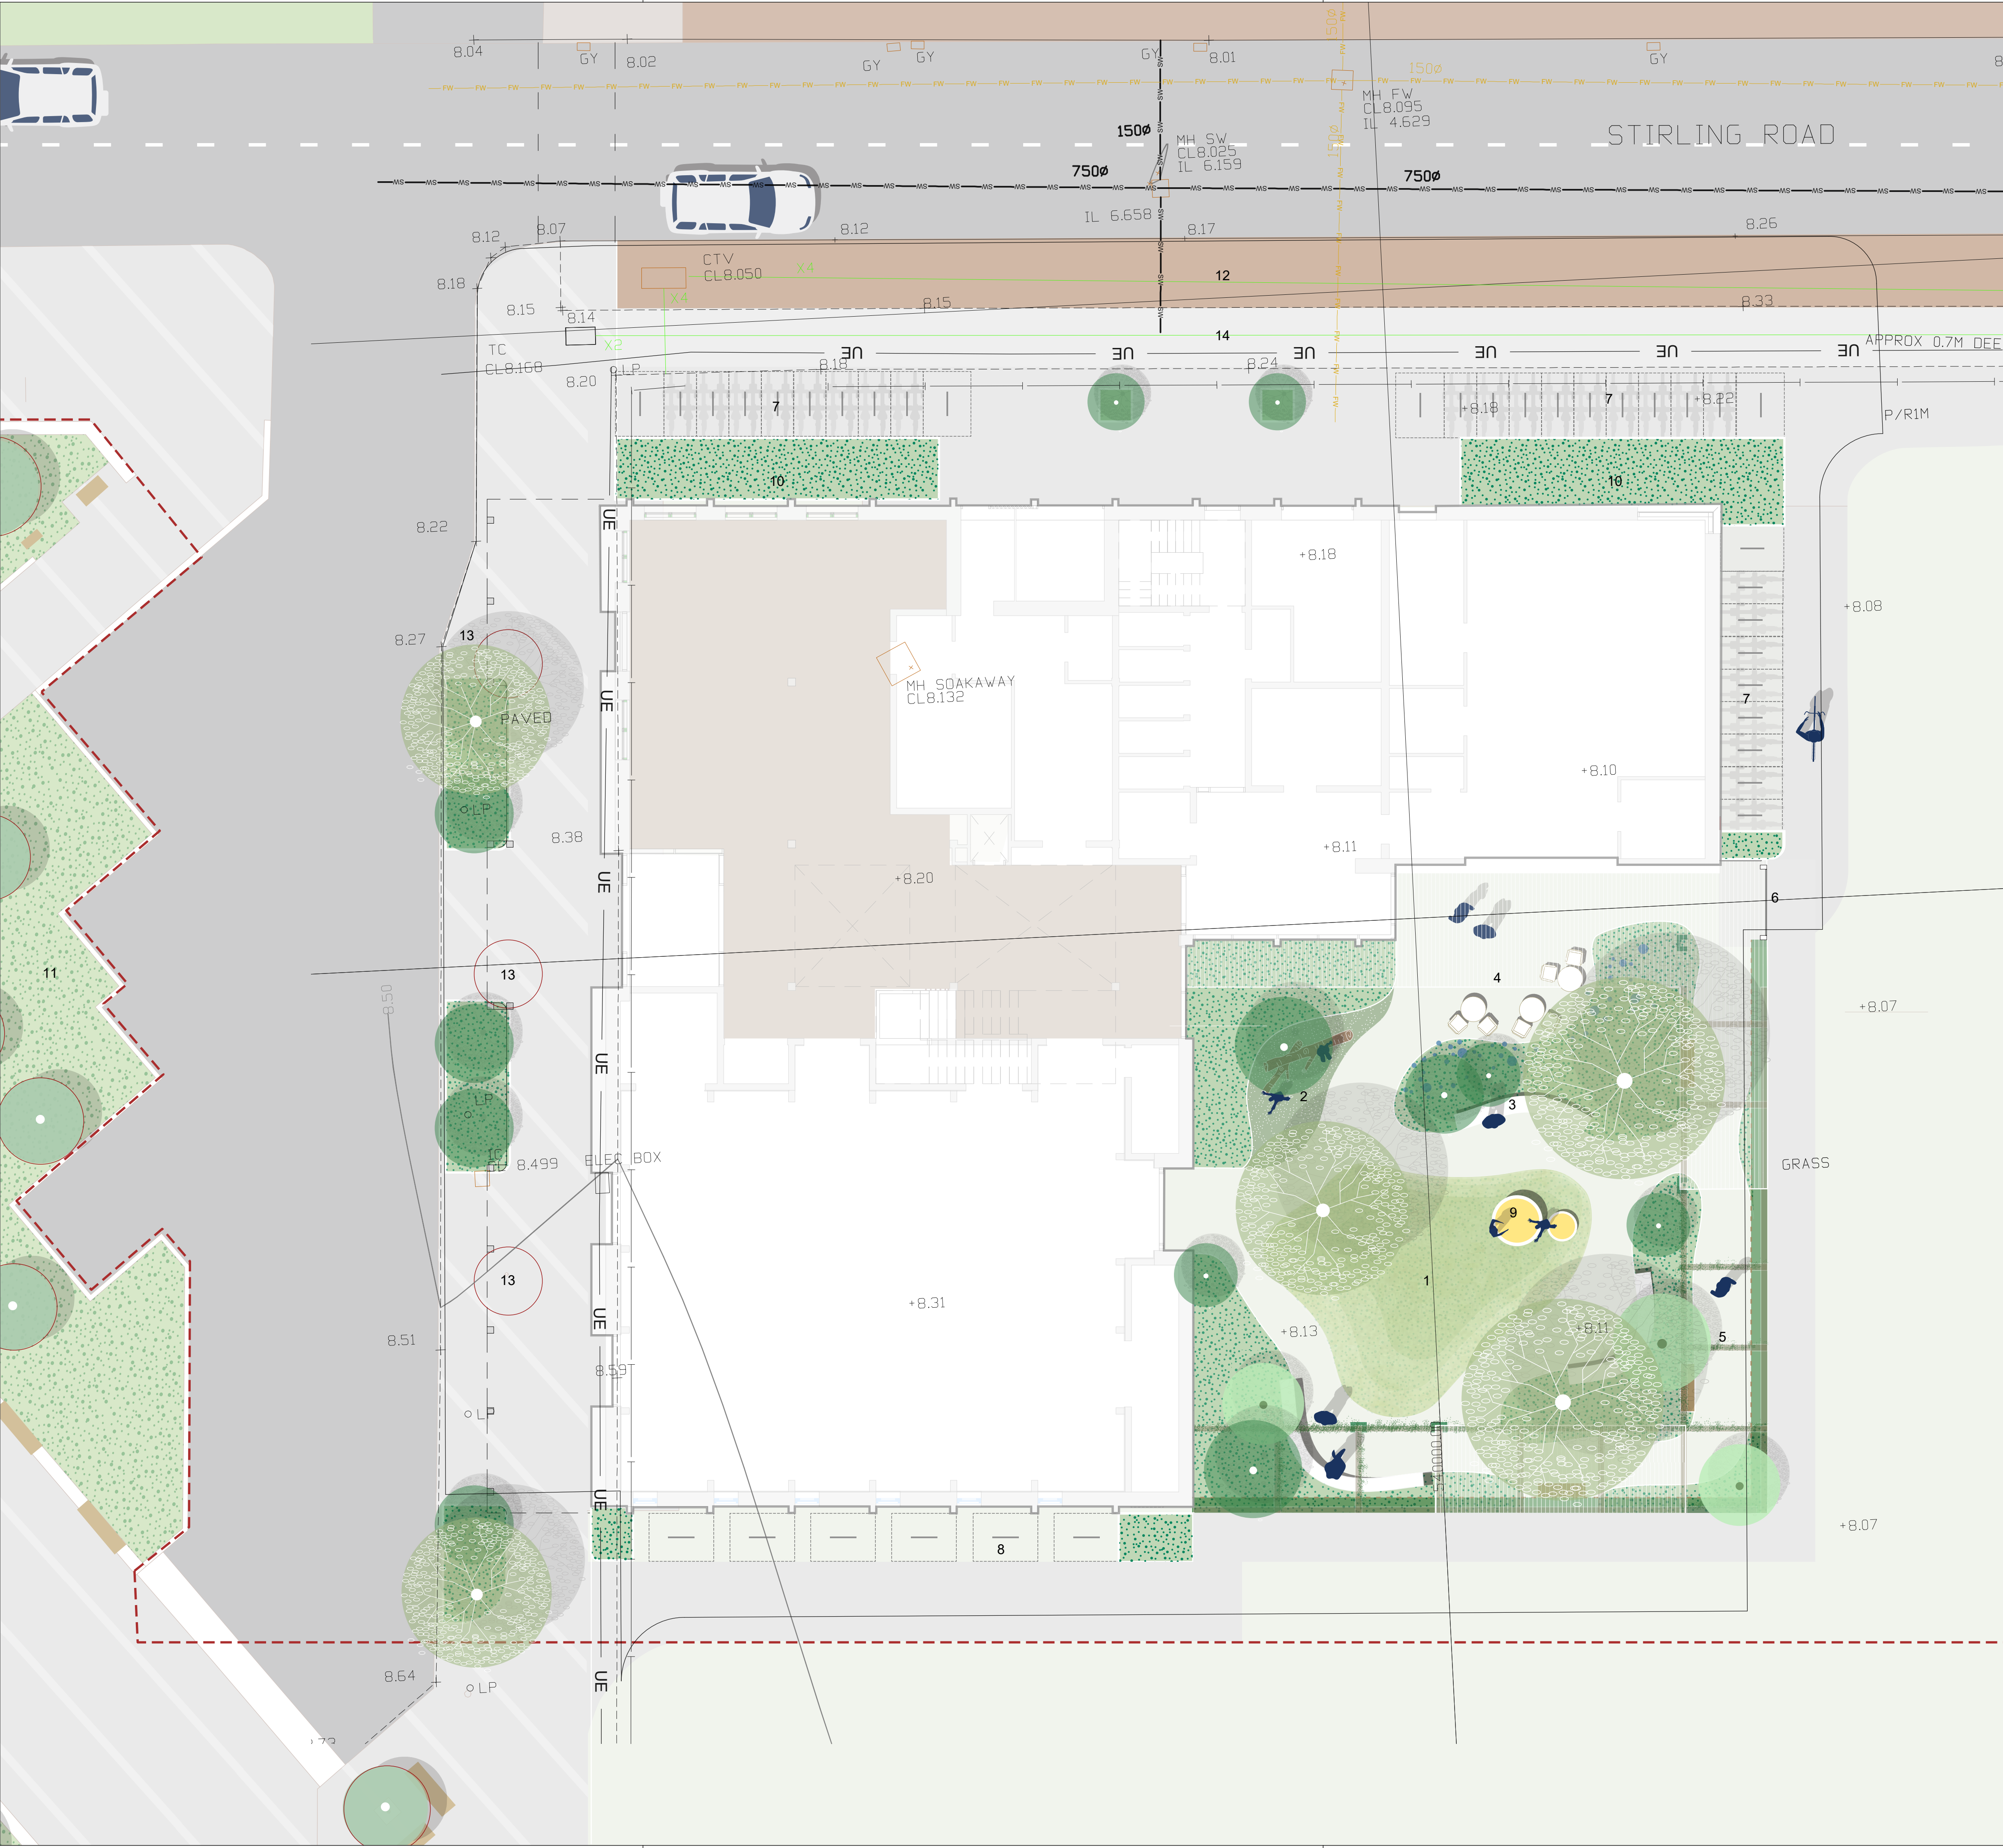 8.04
GY
8.02
GY
GY
GY
8.01
150ø
150ø
GY
MH FW
CL8.095
IL 4.629
STIRLING ROAD
150ø
MH SW
CL8.025
IL 6.159
150ø
750ø
750ø
IL 6.658
8.12
8.07
8.12
8.17
8.26
CTV
CL8.050
X4
12
8.18
X4
8.15
8.15
8.33
8.14
X2
14
TC
CL8.168
UE
UE
UE
UE
UE
UE
APPROX 0.7M DEE
8.18
8.24
LP
8.20
7
7
+8.18
+8.22
P/R1M
10
10
8.22
UE
+8.18
+8.08
8.27
13
MH SOAKAWAY
CL8.132
UE
7
PAVED
+8.10
LP
8.38
+8.11
UE
+8.20
6
11
13
4
8.50
+8.07
UE
2
3
LP
IC
8.499
ELEC BOX
GRASS
9
13
1
+8.31
UE
+8.13
+8.11
5
8.51
8.59
UE
8
+8.07
8.64
LP
UE